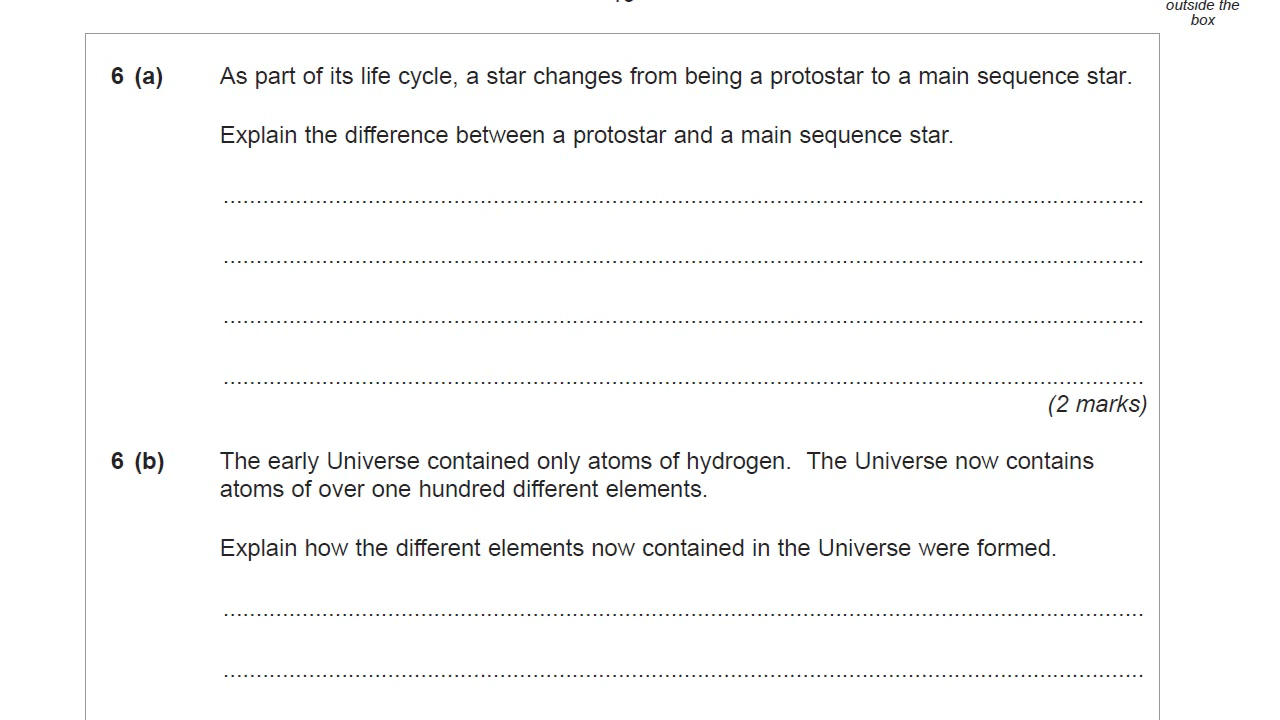 outside the
box
6 (a) As part of its life cycle, a star changes from being a protostar to a main sequence star.
Explain the difference between a protostar and a main sequence star.
(2 marks)
6 (b) The early Universe contained only atoms of hydrogen. The Universe now contains
atoms of over one hundred different elements.
Explain how the different elements now contained in the Universe were formed.